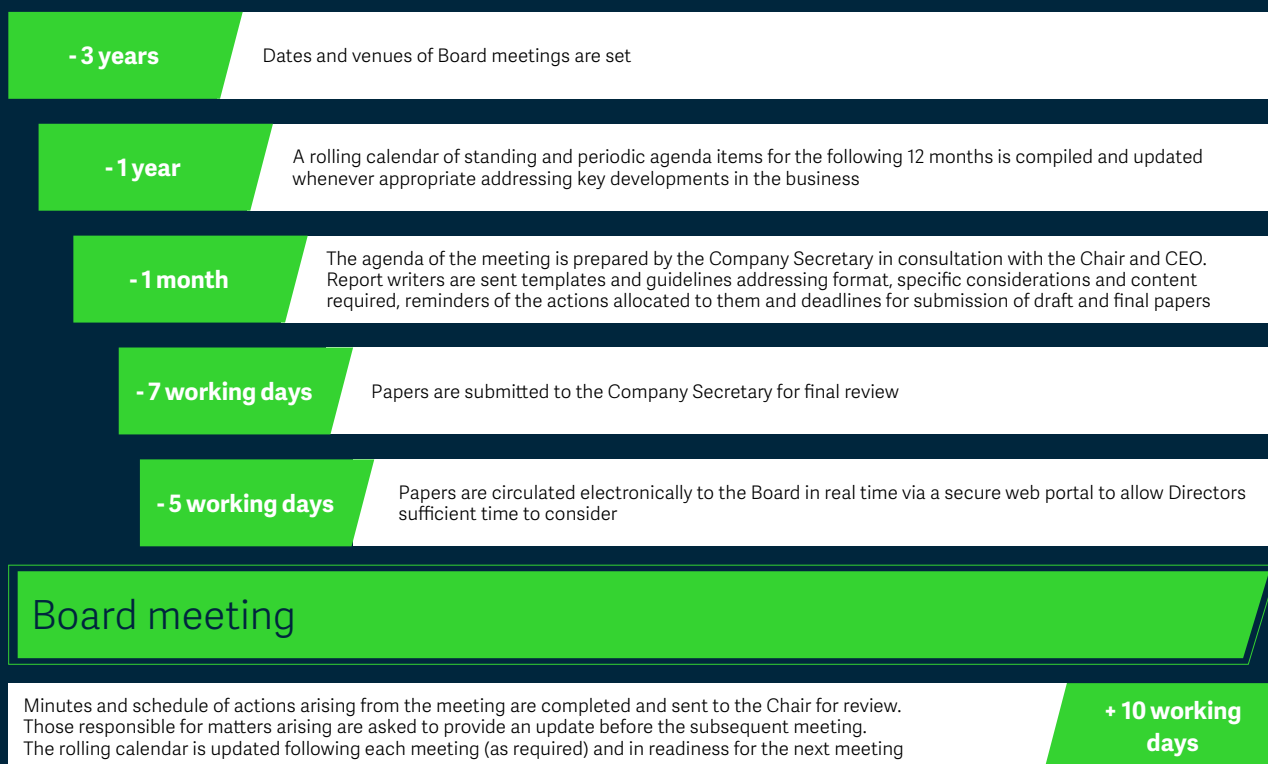 - 3 years
Dates and venues of Board meetings are set
- 1 year
A rolling calendar of standing and periodic agenda items for the following 12 months is compiled and updated
whenever appropriate addressing key developments in the business
- 1 month
The agenda of the meeting is prepared by the Company Secretary in consultation with the Chair and CEO.
Report writers are sent templates and guidelines addressing format, specific considerations and content
required, reminders of the actions allocated to them and deadlines for submission of draft and final papers
- 7 working days
Papers are submitted to the Company Secretary for final review
- 5 working days
Papers are circulated electronically to the Board in real time via a secure web portal to allow Directors
sufficient time to consider
Board meeting
Minutes and schedule of actions arising from the meeting are completed and sent to the Chair for review.
Those responsible for matters arising are asked to provide an update before the subsequent meeting.
The rolling calendar is updated following each meeting (as required) and in readiness for the next meeting
+ 10 working
days